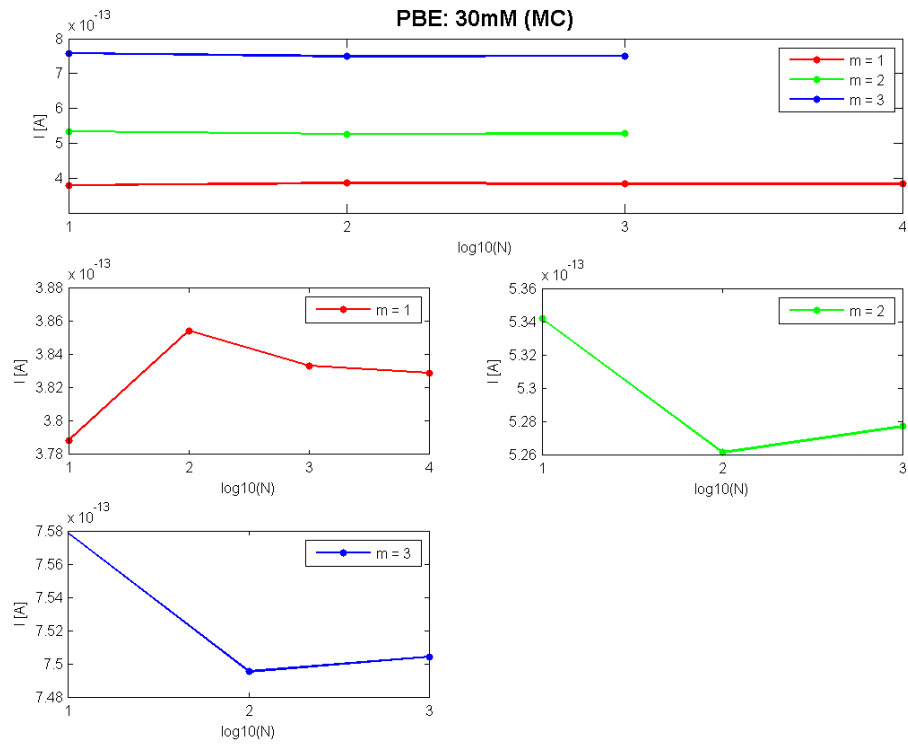 PBE: 30mM (MC)
x 10^-13
8
7
6
5
4
I [A]
1
2
3
4
log10(N)
m = 1
m = 2
m = 3
x 10^-13
3.88
3.86
3.84
3.82
3.8
3.78
I [A]
1
2
3
4
log10(N)
m = 1
x 10^-13
5.36
5.34
5.32
5.3
5.28
5.26
I [A]
1
2
3
log10(N)
m = 2
x 10^-13
7.58
7.56
7.54
7.52
7.5
7.48
I [A]
1
2
3
log10(N)
m = 3